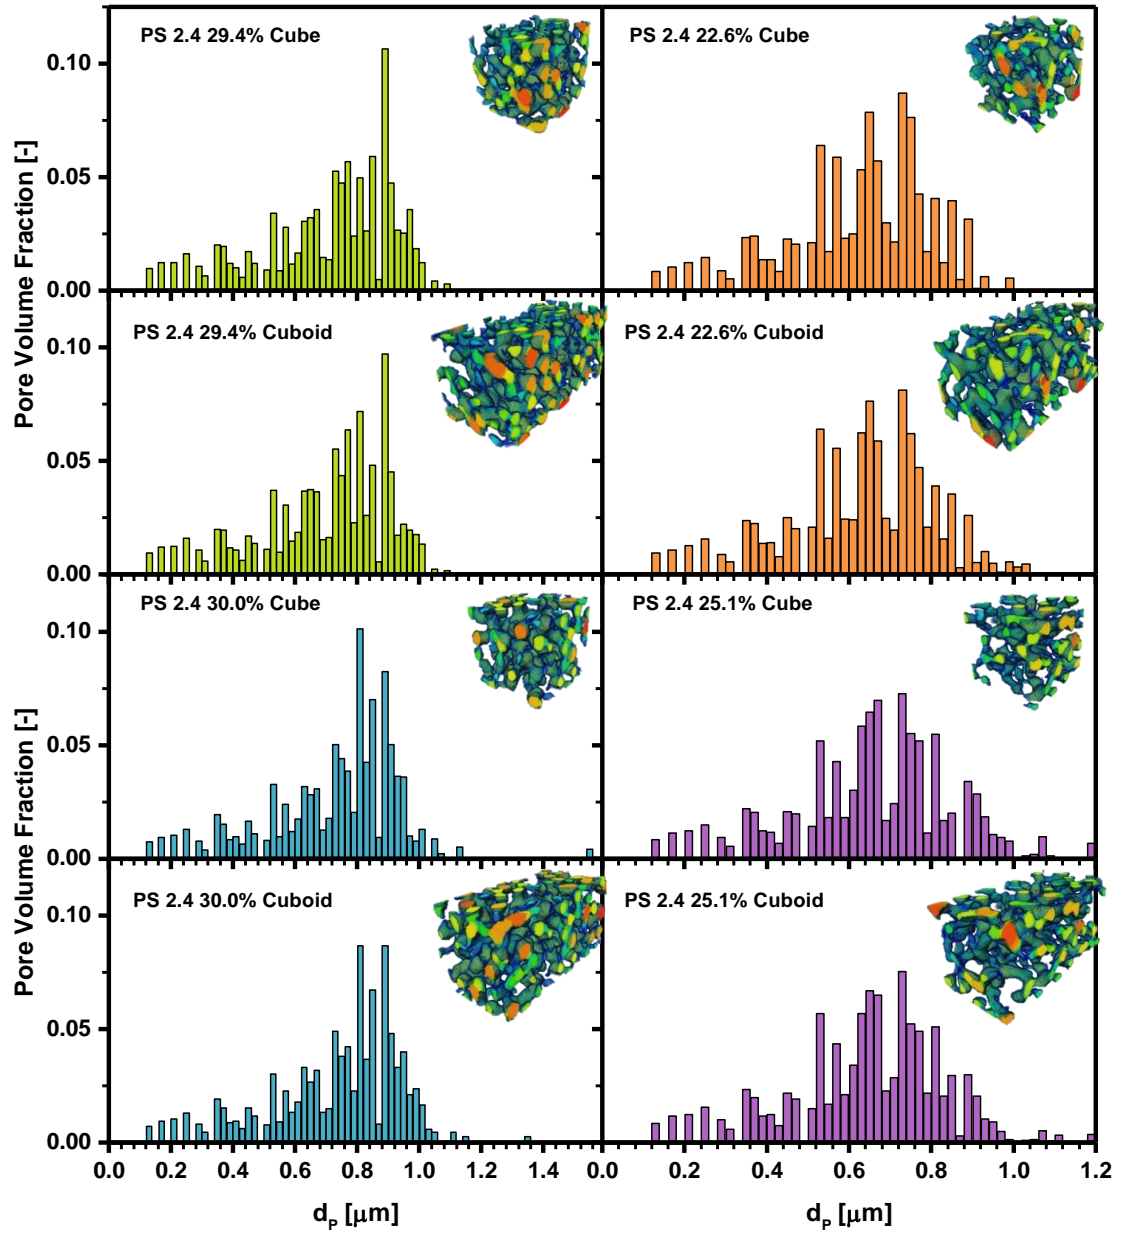 PS 2.4 29.4% Cube
PS 2.4 22.6% Cube
0.10
0.05
0.00
Pore Volume Fraction [-]
PS 2.4 29.4% Cuboid
PS 2.4 22.6% Cuboid
0.10
0.05
0.00
PS 2.4 30.0% Cube
PS 2.4 25.1% Cube
0.10
0.05
0.00
Pore Volume Fraction [-]
PS 2.4 30.0% Cuboid
PS 2.4 25.1% Cuboid
0.10
0.05
0.00
0.0 0.2 0.4 0.6 0.8 1.0 1.2 1.4 0.0 0.2 0.4 0.6 0.8 1.0 1.2
dP [μm]
dP [μm]